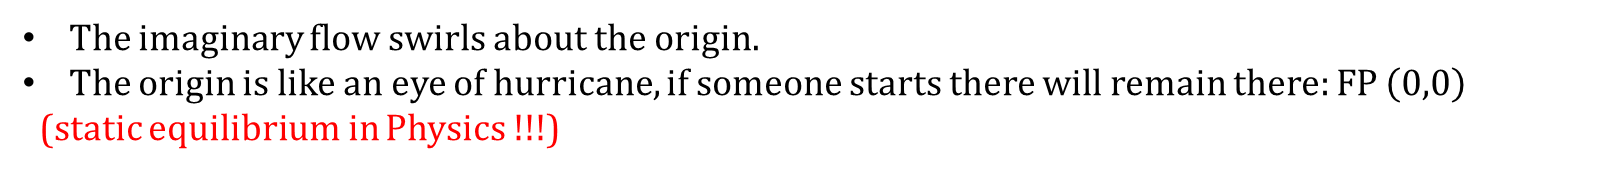 • The imaginary flow swirls about the origin.
• The origin is like an eye of hurricane, if someone starts there will remain there: FP (0,0)
(static equilibrium in Physics !!!)